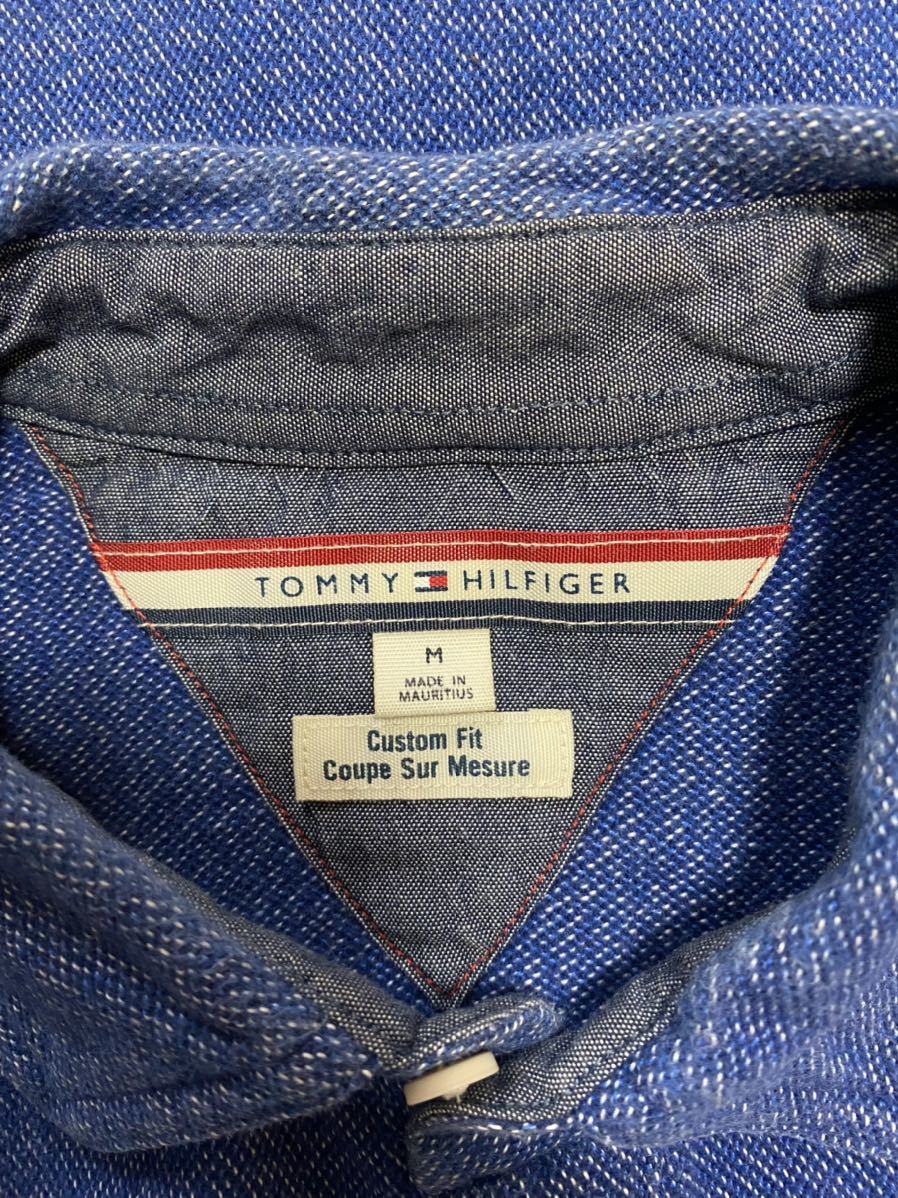 TOMMY HILFIGER
M
MADE IN
MAURITIUS
Custom Fit
Coupe Sur Mesure